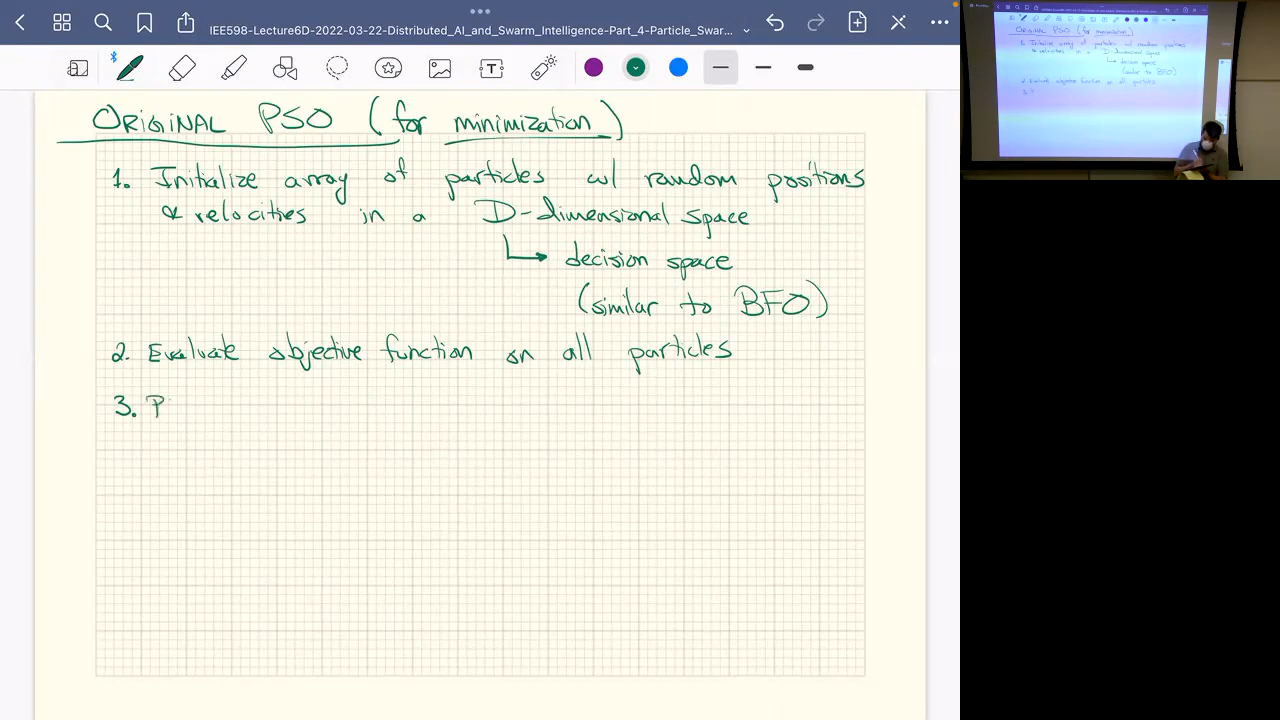 IEE598-Lecture6D-2022-03-22-Distributed_AI_and_Swarm_Intelligence-Part_4-Particle_Swar...
ORIGINAL PSO (for minimization)
1. Initialize array of particles w/ random positions
& velocities in a D-dimensional space
decision space
(similar to BFO)
2. Evaluate objective function on all particles
3. P